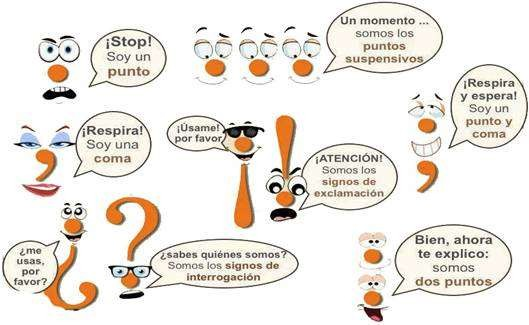 ¡Stop!
Soy un
punto
Un momento ...
somos los
puntos
suspensivos
¡Respira
y espera!
Soy un
punto y
coma
¡Respira!
Soy una
coma
¡Úsame!
por favor
¡ATENCIÓN!
Somos los
signos de
exclamación
¿me
usas,
por
favor?
¿sabes quiénes somos?
Somos los signos de
interrogación
Bien, ahora
te explico:
somos
dos puntos